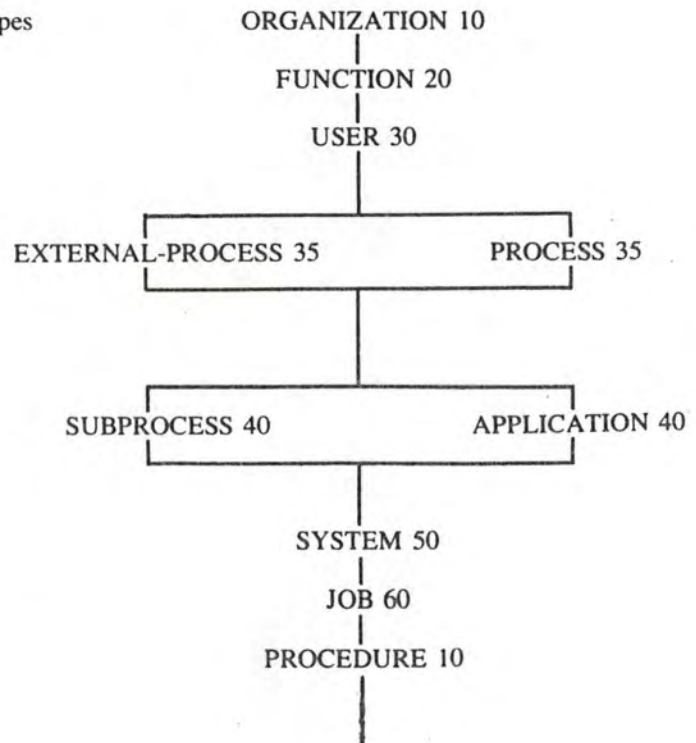 pes
ORGANIZATION 10
FUNCTION 20
USER 30
EXTERNAL-PROCESS 35 PROCESS 35
SUBPROCESS 40 APPLICATION 40
SYSTEM 50
JOB 60
PROCEDURE 10